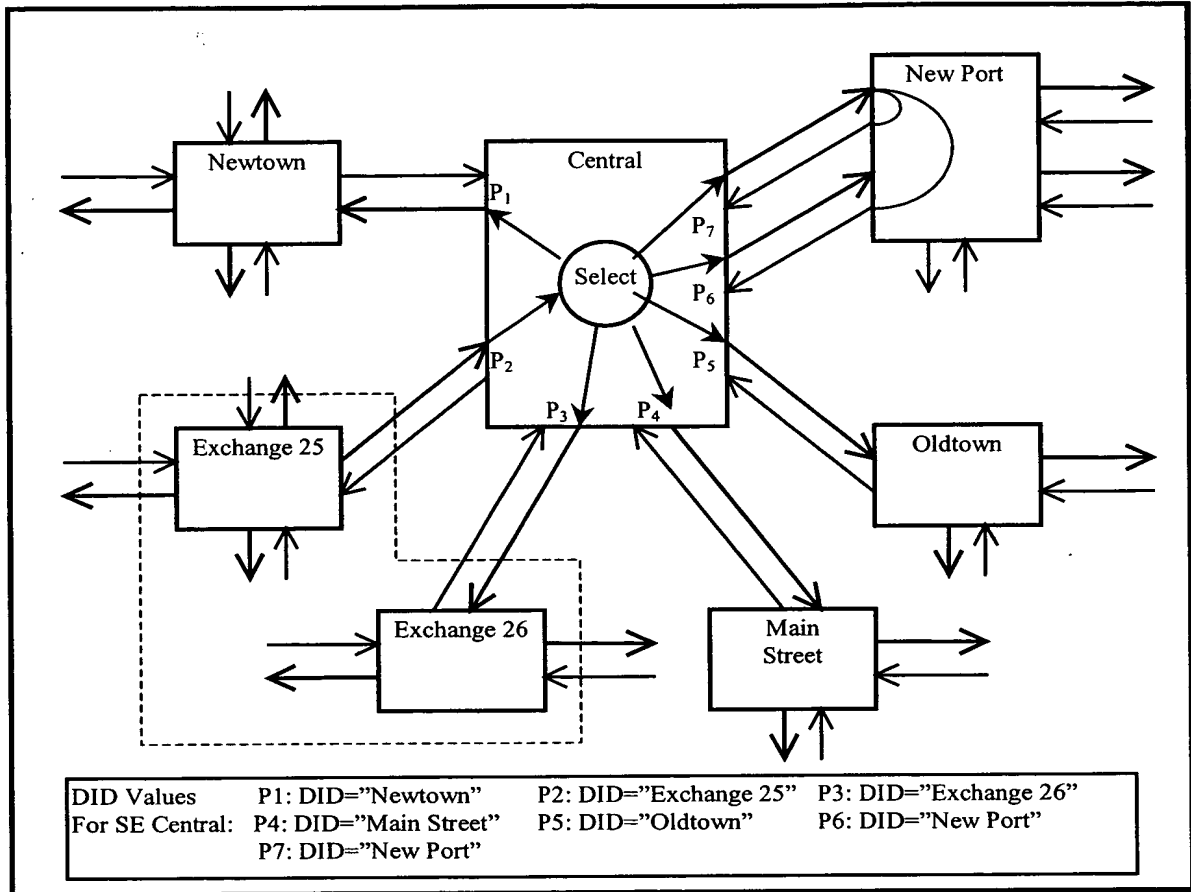 New Port
Newtown
Central
P1
P7
Select
P6
P2
P5
P3
P4
Exchange 25
Oldtown
Exchange 26
Main
Street
DID Values P1: DID="Newtown" P2: DID="Exchange 25" P3: DID="Exchange 26"
For SE Central: P4: DID="Main Street" P5: DID="Oldtown" P6: DID="New Port"
P7: DID="New Port"